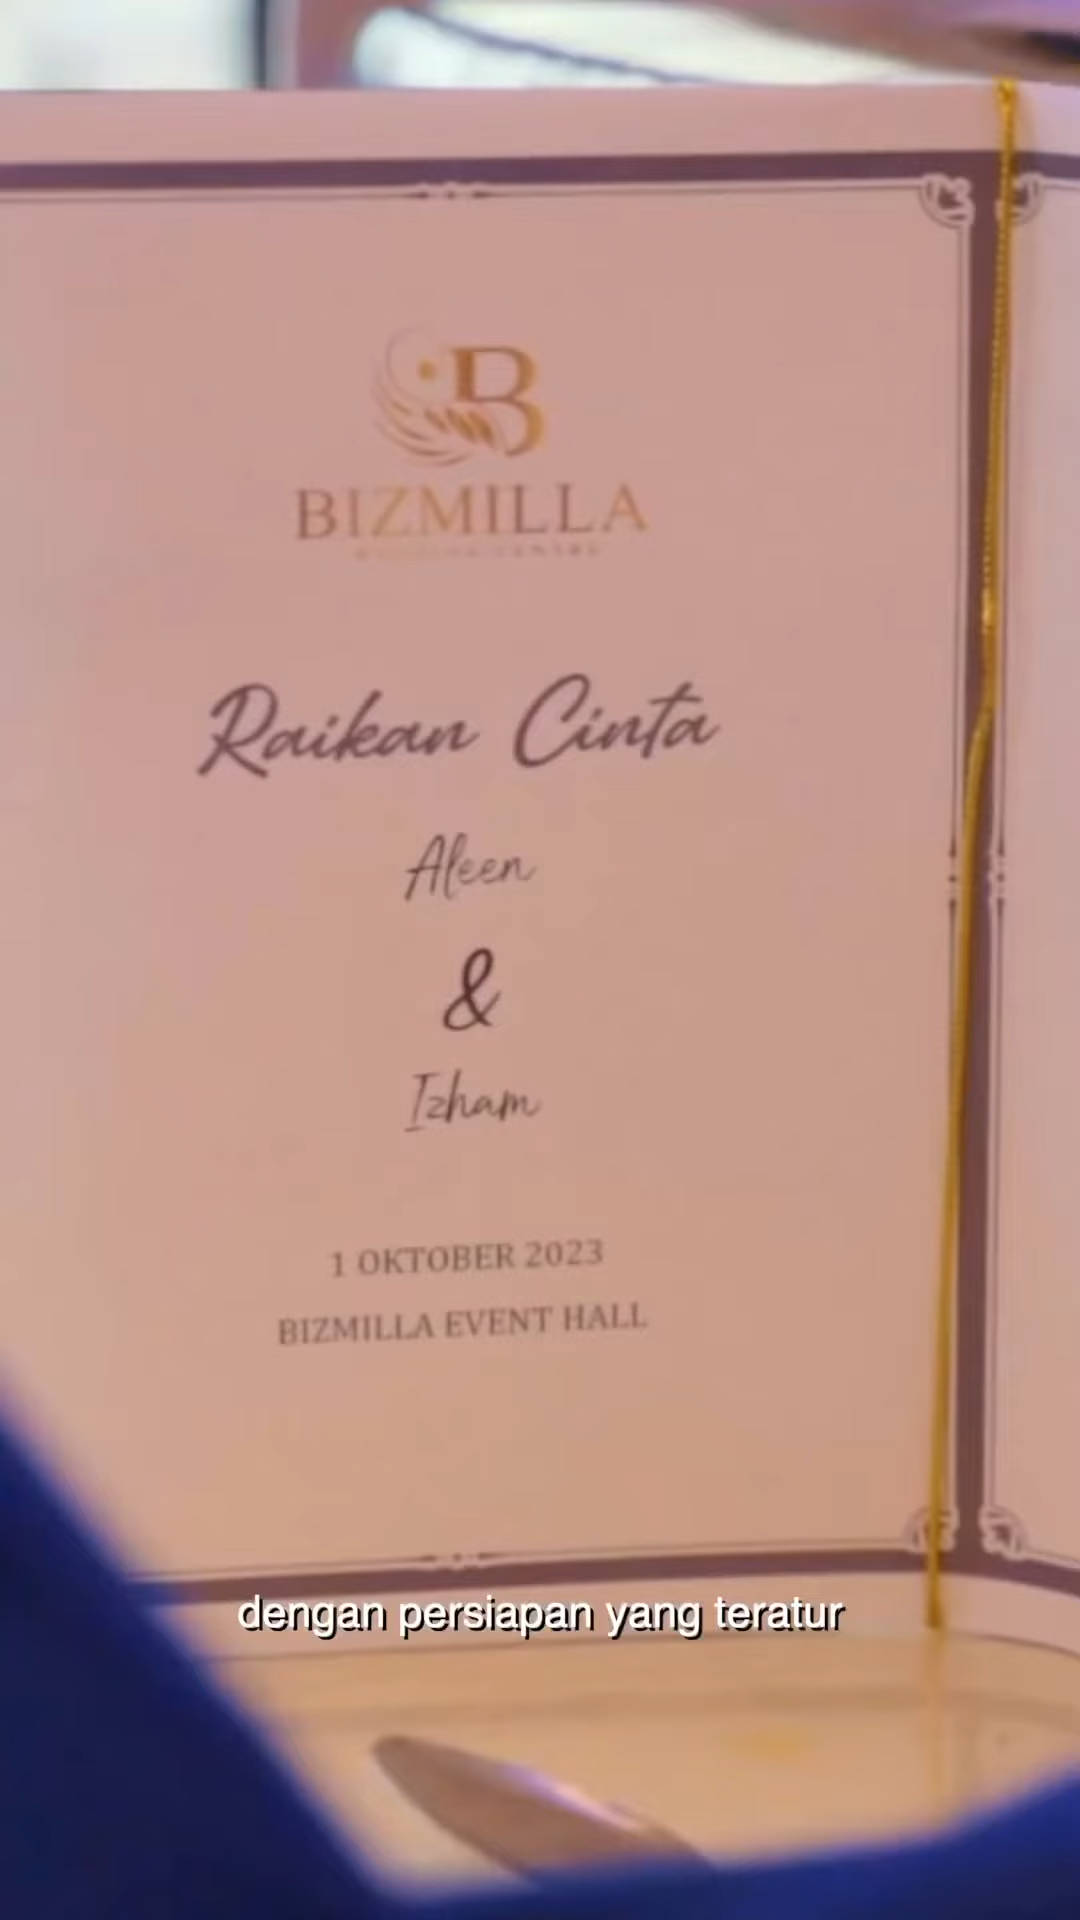 B
BIZMILLA
Raikan Cinta
Aleen
&
Izham
1 OKTOBER 2023
BIZMILLA EVENT HALL
dengan persiapan yang teratur